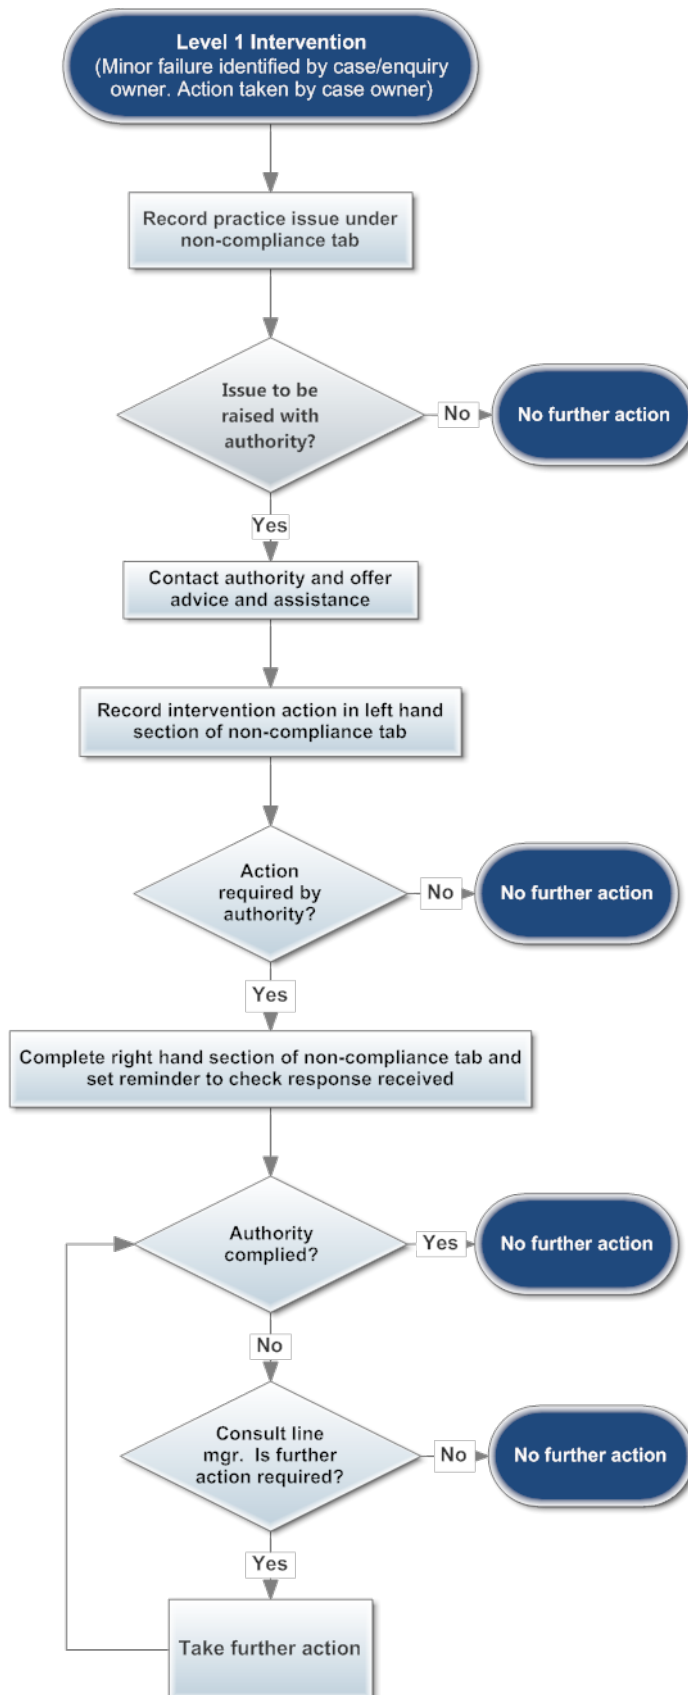 Level 1 Intervention
(Minor failure identified by case/enquiry
owner. Action taken by case owner)
Record practice issue under
non-compliance tab
Issue to be
raised with
authority?
No
No further action
Yes
Contact authority and offer
advice and assistance
Record intervention action in left hand
section of non-compliance tab
Action
required by
authority?
No
No further action
Yes
Complete right hand section of non-compliance tab and
set reminder to check response received
Authority
complied?
Yes
No further action
No
Consult line
mgr. Is further
action required?
No
No further action
Yes
Take further action